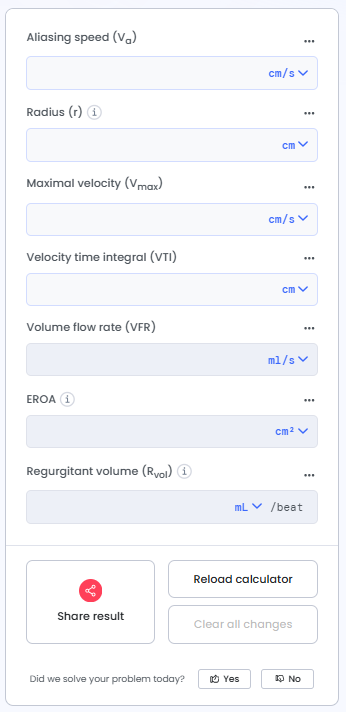 Aliasing speed (Va)
cm/s
Radius (r)
cm
Maximal velocity (Vmax)
cm/s
Velocity time integral (VTI)
cm
Volume flow rate (VFR)
ml/s
EROA
cm²
Regurgitant volume (Rvol)
mL /beat
Share result
Reload calculator
Clear all changes
Did we solve your problem today? Yes No